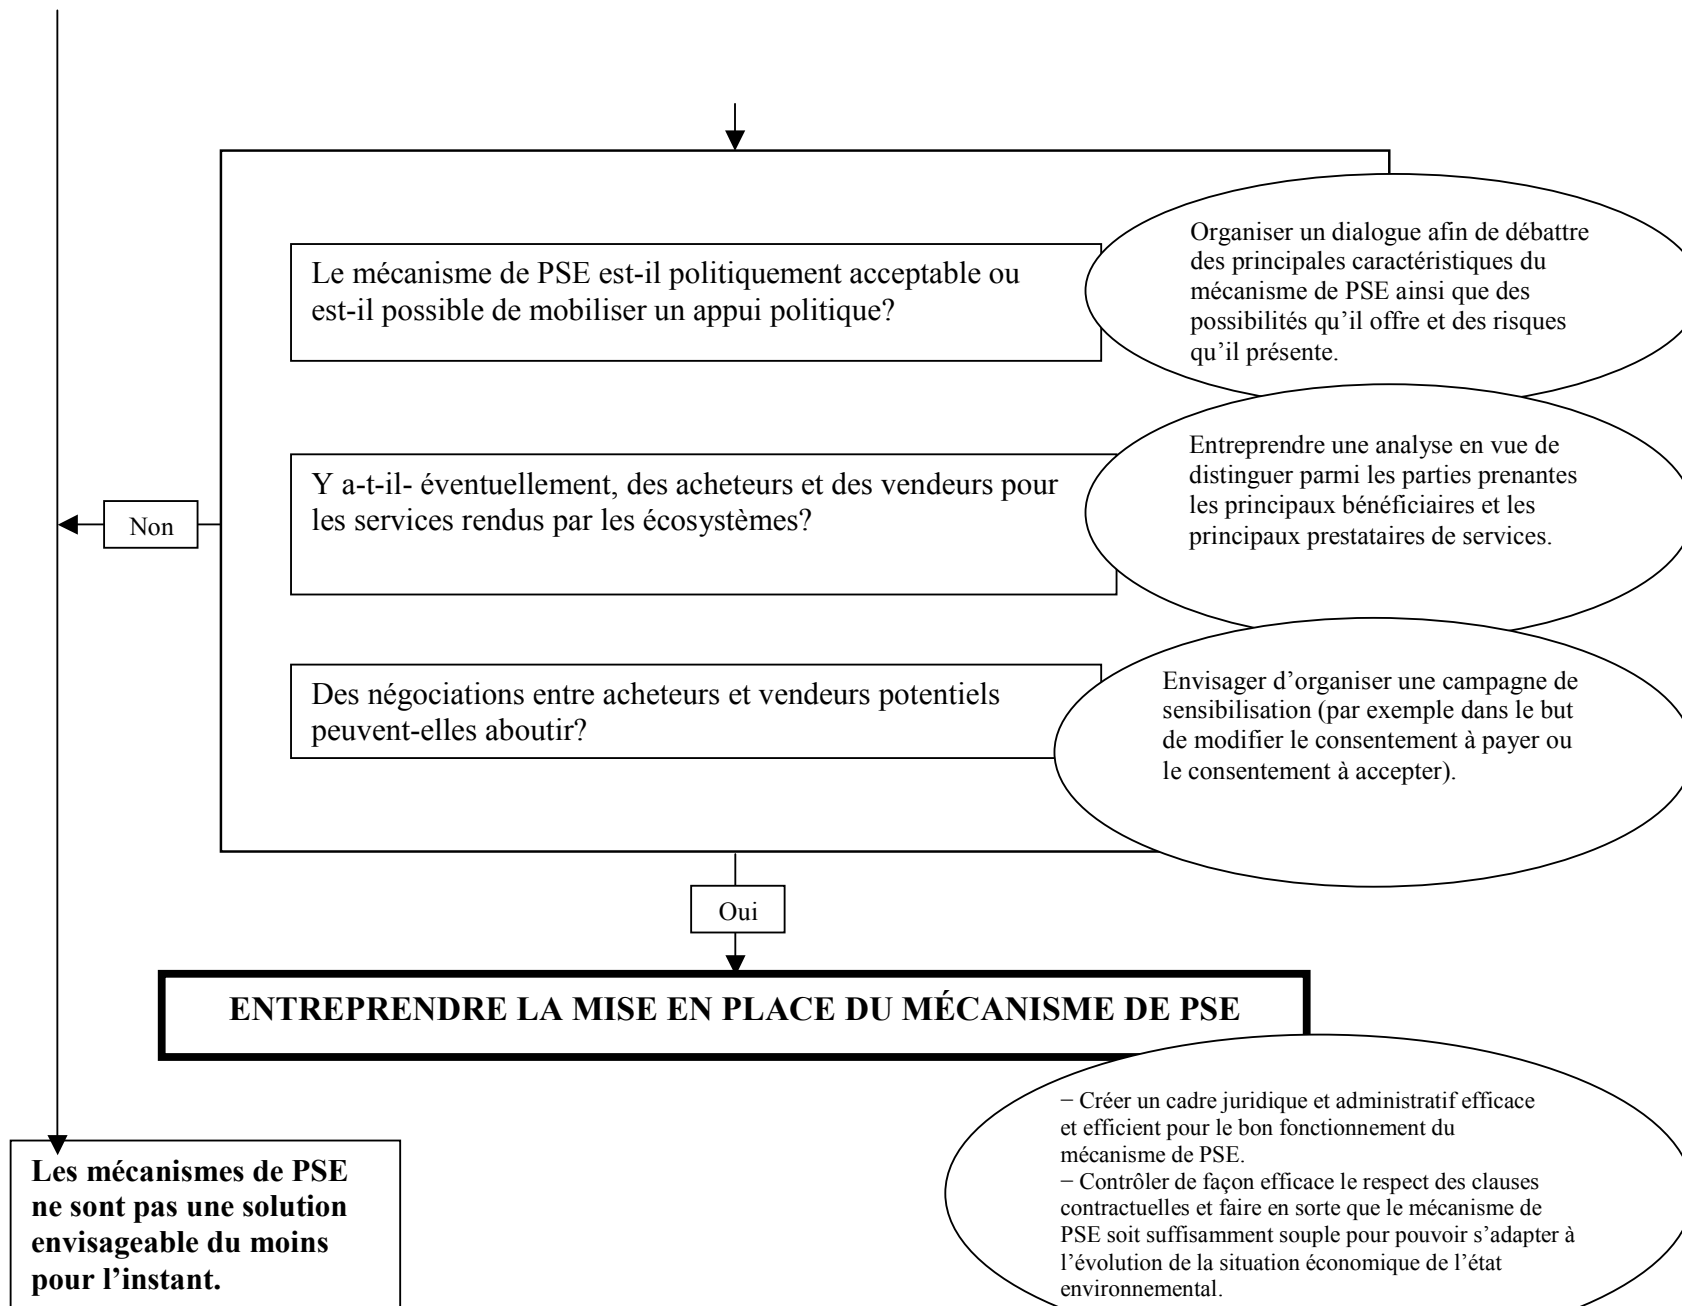 Le mécanisme de PSE est-il politiquement acceptable ou
est-il possible de mobiliser un appui politique?
Organiser un dialogue afin de débattre
des principales caractéristiques du
mécanisme de PSE ainsi que des
possibilités qu’il offre et des risques
qu’il présente.
Y a-t-il- éventuellement, des acheteurs et des vendeurs pour
les services rendus par les écosystèmes?
Entreprendre une analyse en vue de
distinguer parmi les parties prenantes
les principaux bénéficiaires et les
principaux prestataires de services.
Non
Des négociations entre acheteurs et vendeurs potentiels
peuvent-elles aboutir?
Envisager d’organiser une campagne de
sensibilisation (par exemple dans le but
de modifier le consentement à payer ou
le consentement à accepter).
Oui
ENTREPRENDRE LA MISE EN PLACE DU MÉCANISME DE PSE
− Créer un cadre juridique et administratif efficace
et efficient pour le bon fonctionnement du
mécanisme de PSE.
− Contrôler de façon efficace le respect des clauses
contractuelles et faire en sorte que le mécanisme de
PSE soit suffisamment souple pour pouvoir s’adapter à
l’évolution de la situation économique de l’état
environnemental.
Les mécanismes de PSE
ne sont pas une solution
envisageable du moins
pour l’instant.